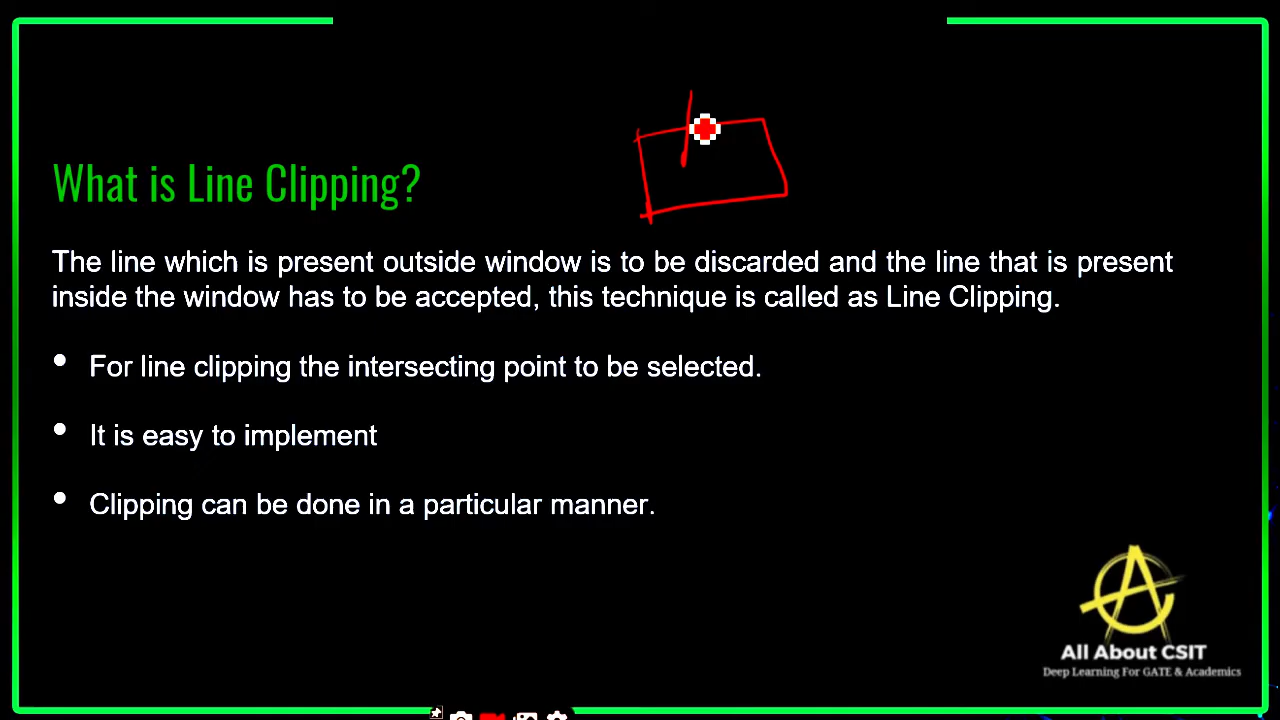 What is Line Clipping?
The line which is present outside window is to be discarded and the line that is present
inside the window has to be accepted, this technique is called as Line Clipping.
• For line clipping the intersecting point to be selected.
• It is easy to implement
• Clipping can be done in a particular manner.
All About CSIT
Deep Learning For GATE & Academics